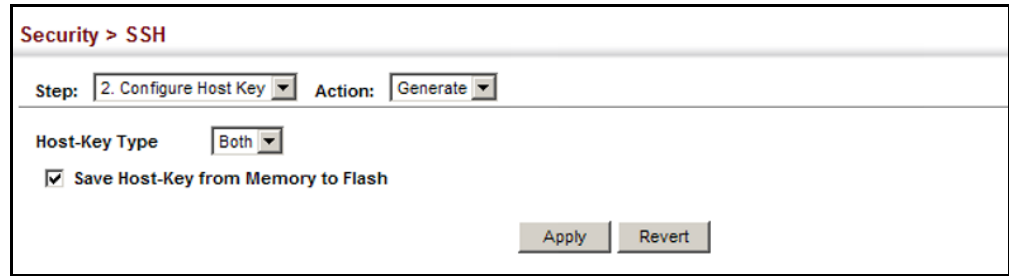 Security > SSH
Step: 2. Configure Host Key Action: Generate
Host-Key Type Both
Save Host-Key from Memory to Flash
Apply Revert